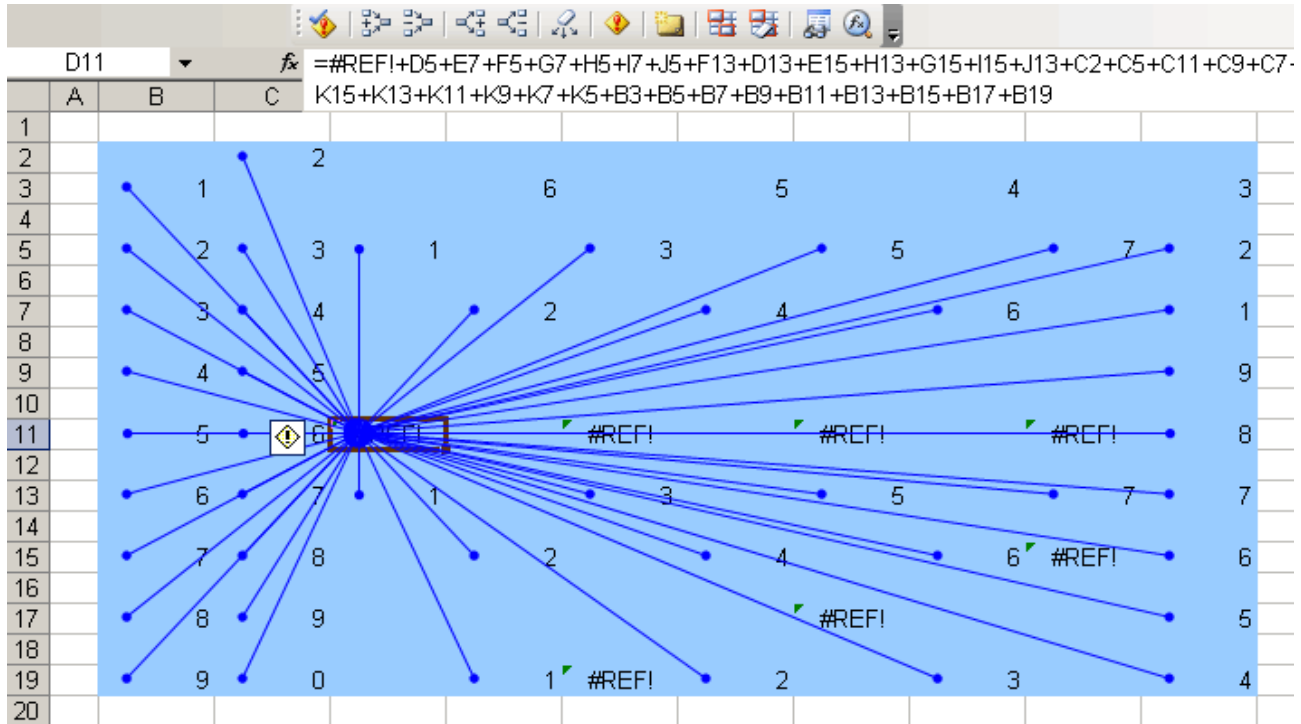 D11 fx =#REF!+D5+E7+F5+G7+H5+I7+J5+F13+D13+E15+H13+G15+I15+J13+C2+C5+C11+C9+C7-
A B C K15+K13+K11+K9+K7+K5+B3+B5+B7+B9+B11+B13+B15+B17+B19
1
2 2
3 1 6 5 4 3
4
5 2 3 1 3 5 7 2
6
7 3 4 2 4 6 1
8
9 4 5 9
10
11 5 6 #REF! #REF! #REF! 8
12
13 6 7 1 3 5 7 7
14
15 7 8 2 4 6 #REF! 6
16
17 8 9 #REF! 5
18
19 9 0 1 #REF! 2 3 4
20